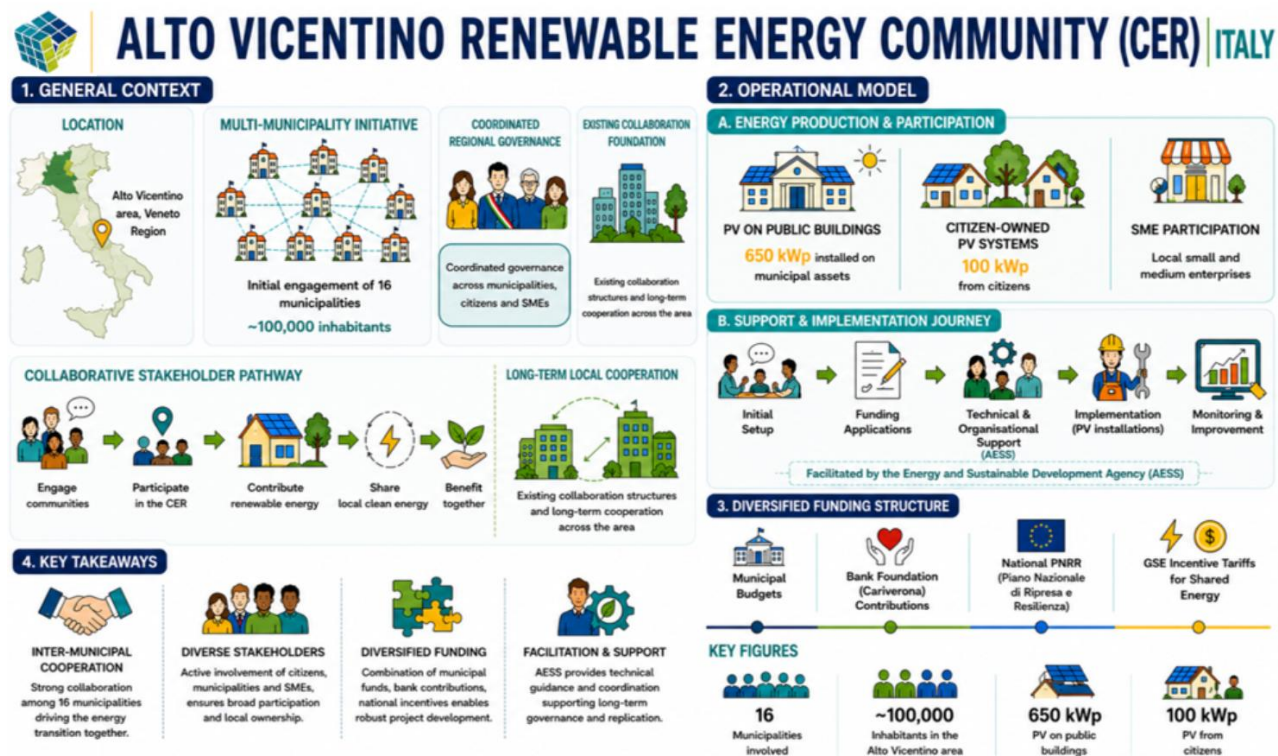 ALTO VICENTINO RENEWABLE ENERGY COMMUNITY (CER) | ITALY
1. GENERAL CONTEXT
LOCATION
Alto Vicentino
area, Veneto
Region
MULTI-MUNICIPALITY INITIATIVE
Initial engagement of 16
municipalities
~100,000 inhabitants
COORDINATED
REGIONAL GOVERNANCE
Coordinated governance
across municipalities,
citizens and SMEs
EXISTING COLLABORATION
FOUNDATION
Existing collaboration
structures and long-term
cooperation across the area
COLLABORATIVE STAKEHOLDER PATHWAY
Engage
communities
Participate
in the CER
Contribute
renewable energy
Share
local clean energy
Benefit
together
LONG-TERM LOCAL COOPERATION
Existing collaboration structures
and long-term cooperation
across the area
2. OPERATIONAL MODEL
A. ENERGY PRODUCTION & PARTICIPATION
PV ON PUBLIC BUILDINGS
650 kWp installed on
municipal assets
CITIZEN-OWNED
PV SYSTEMS
100 kWp
from citizens
SME PARTICIPATION
Local small and
medium enterprises
B. SUPPORT & IMPLEMENTATION JOURNEY
Initial
Setup
Funding
Applications
Technical &
Organisational
Support
(AESS)
Implementation
(PV installations)
Monitoring &
Improvement
Facilitated by the Energy and Sustainable Development Agency (AESS)
3. DIVERSIFIED FUNDING STRUCTURE
Municipal
Budgets
Bank Foundation
(Cariverona)
Contributions
National PNRR
(Piano Nazionale
di Ripresa e
Resilienza)
$
GSE Incentive Tariffs
for Shared
Energy
KEY FIGURES
16
Municipalities
involved
~100,000
Inhabitants in the
Alto Vicentino area
650 kWp
PV on public
buildings
100 kWp
PV from
citizens
4. KEY TAKEAWAYS
INTER-MUNICIPAL
COOPERATION
Strong collaboration
among 16 municipalities
driving the energy
transition together.
DIVERSE STAKEHOLDERS
Active involvement of citizens,
municipalities and SMEs,
ensures broad participation
and local ownership.
DIVERSIFIED FUNDING
Combination of municipal
funds, bank contributions,
national incentives enables
robust project development.
FACILITATION & SUPPORT
AESS provides technical
guidance and coordination
supporting long-term
governance and replication.